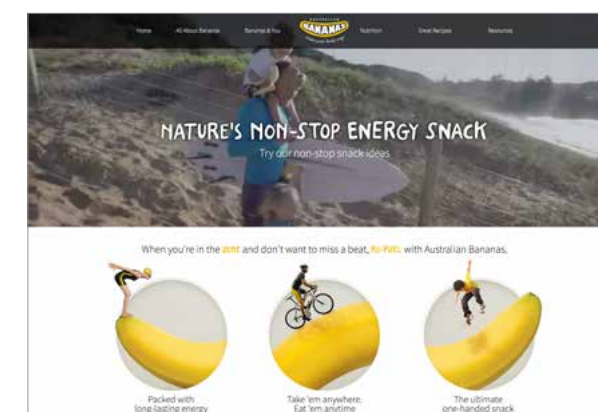 AUSTRALIAN
BANANAS
Home All About Bananas Bananas & You Nutrition Great Recipes Resources
NATURE'S NON-STOP ENERGY SNACK
Try our non-stop snack ideas
When you're in the ZONE and don't want to miss a beat, RE-FUEL with Australian Bananas.
Packed with
long-lasting energy
Take 'em anywhere.
Eat 'em anytime
The ultimate
one-handed snack